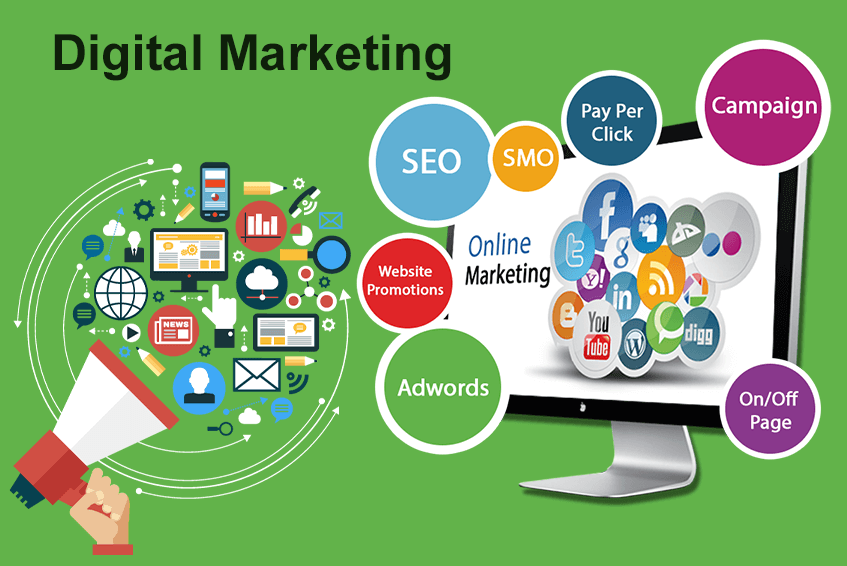 Digital Marketing
SEO
SMO
Pay Per
Click
Campaign
Online
Marketing
Website
Promotions
Adwords
On/Off
Page
NEWS
f
t
g
Y!
in
You
Tube
W
digg